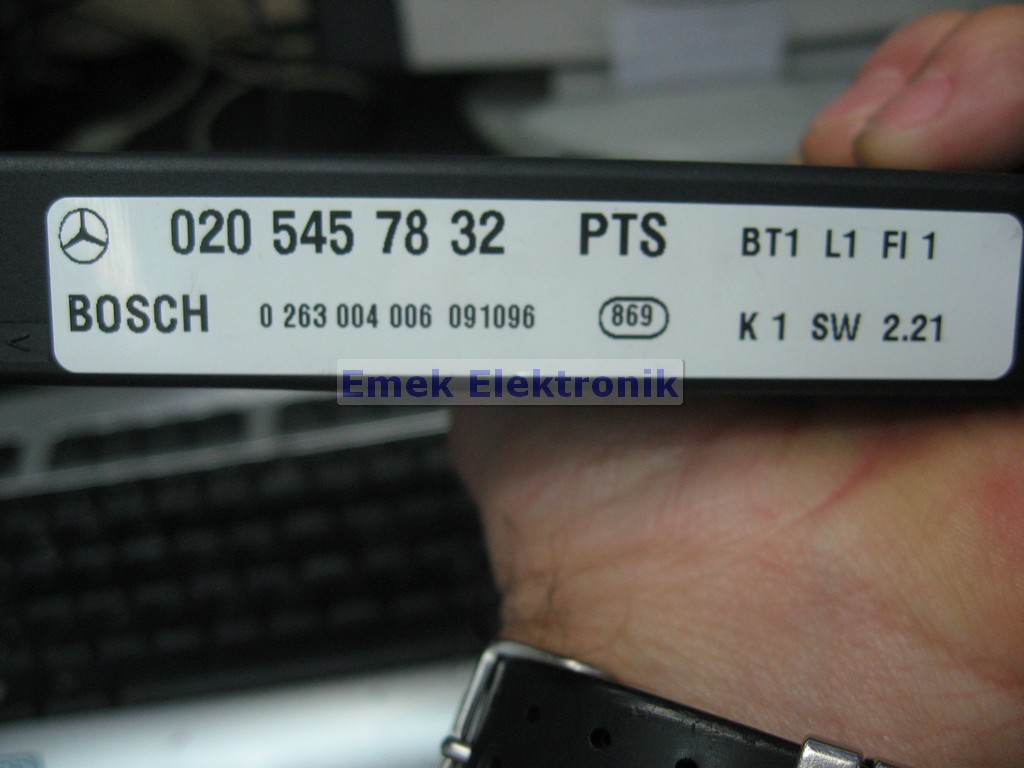 020 545 78 32 PTS BT1 L1 FI 1
BOSCH 0 263 004 006 091096 869 K 1 SW 2.21
Emek Elektronik